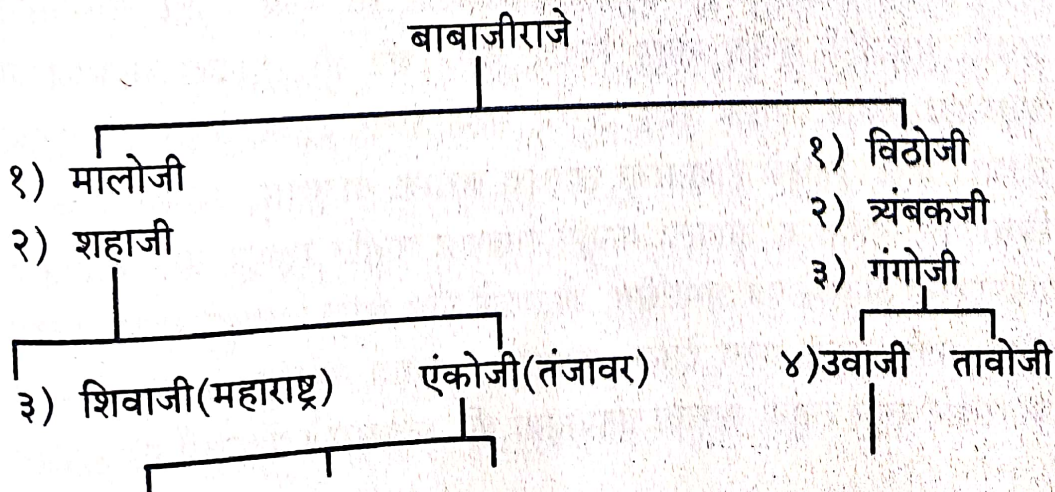 बाबाजीराजे
१) मालोजी
२) शहाजी
१) विठोजी
२) त्र्यंबकजी
३) गंगोजी
३) शिवाजी(महाराष्ट्र)
एंकोजी(तंजावर)
४)उवाजी तावोजी